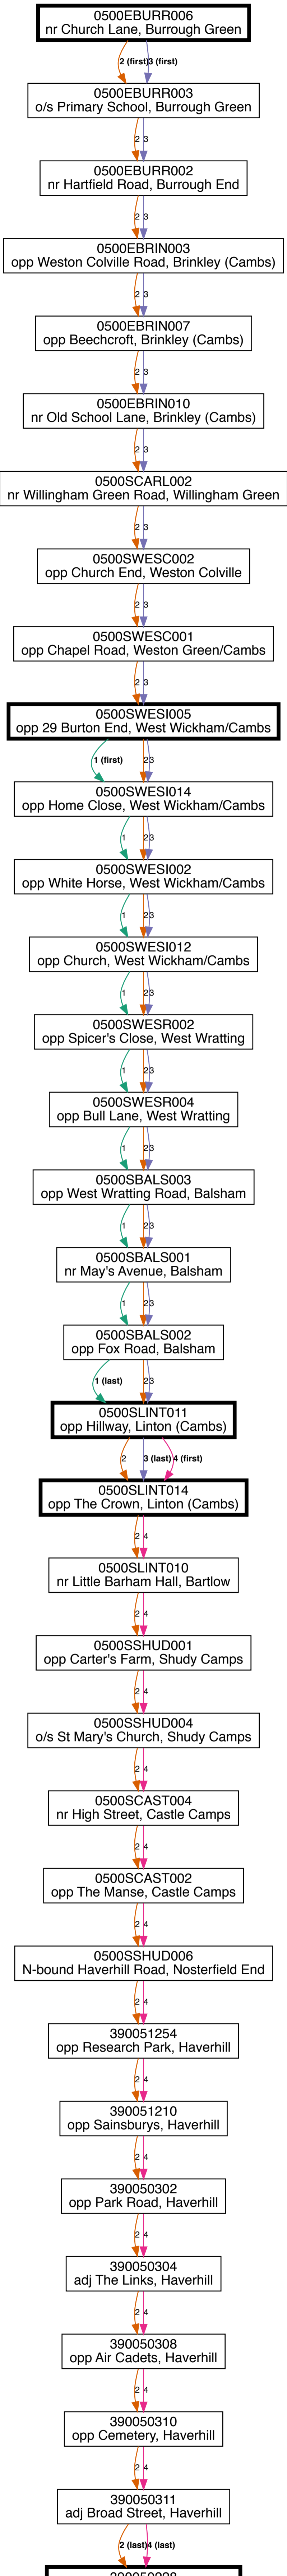 0500EBURR006
nr Church Lane, Burrough Green
2 (first)
3 (first)
0500EBURR003
o/s Primary School, Burrough Green
2 3
0500EBURR002
nr Hartfield Road, Burrough End
2 3
0500EBRIN003
opp Weston Colville Road, Brinkley (Cambs)
2 3
0500EBRIN007
opp Beechcroft, Brinkley (Cambs)
2 3
0500EBRIN010
nr Old School Lane, Brinkley (Cambs)
2 3
0500SCARL002
nr Willingham Green Road, Willingham Green
2 3
0500SWESC002
opp Church End, Weston Colville
2 3
0500SWESC001
opp Chapel Road, Weston Green/Cambs
2 3
0500SWESI005
opp 29 Burton End, West Wickham/Cambs
1 (first) 2 3
0500SWESI014
opp Home Close, West Wickham/Cambs
1 2 3
0500SWESI002
opp White Horse, West Wickham/Cambs
1 2 3
0500SWESI012
opp Church, West Wickham/Cambs
1 2 3
0500SWESR002
opp Spicer's Close, West Wratting
1 2 3
0500SWESR004
opp Bull Lane, West Wratting
1 2 3
0500SBALS003
opp West Wratting Road, Balsham
1 2 3
0500SBALS001
nr May's Avenue, Balsham
1 2 3
0500SBALS002
opp Fox Road, Balsham
1 (last) 2 3
0500SLINT011
opp Hillway, Linton (Cambs)
2 3 (last) 4 (first)
0500SLINT014
opp The Crown, Linton (Cambs)
2 4
0500SLINT010
nr Little Barham Hall, Bartlow
2 4
0500SSHUD001
opp Carter's Farm, Shudy Camps
2 4
0500SSHUD004
o/s St Mary's Church, Shudy Camps
2 4
0500SCAST004
nr High Street, Castle Camps
2 4
0500SCAST002
opp The Manse, Castle Camps
2 4
0500SSHUD006
N-bound Haverhill Road, Nosterfield End
2 4
390051254
opp Research Park, Haverhill
2 4
390051210
opp Sainsburys, Haverhill
2 4
390050302
opp Park Road, Haverhill
2 4
390050304
adj The Links, Haverhill
2 4
390050308
opp Air Cadets, Haverhill
2 4
390050310
opp Cemetery, Haverhill
2 4
390050311
adj Broad Street, Haverhill
2 (last) 4 (last)